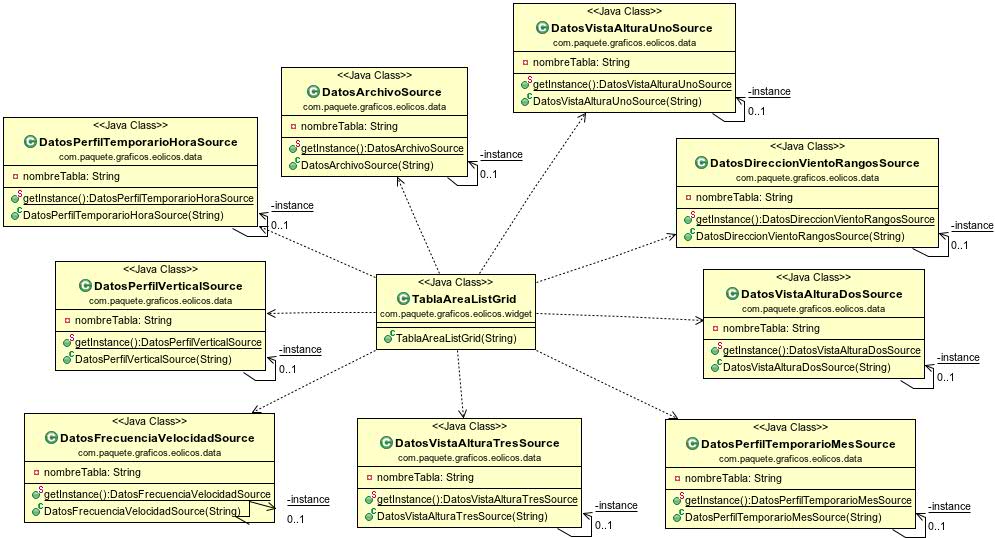 <<Java Class>>
DatosVistaAlturaUnoSource
com.paquete.graficos.eolicos.data
nombreTabla: String
getInstance():DatosVistaAlturaUnoSource
DatosVistaAlturaUnoSource(String)
-instance
0..1
<<Java Class>>
DatosArchivoSource
com.paquete.graficos.eolicos.data
nombreTabla: String
getInstance():DatosArchivoSource
DatosArchivoSource(String)
-instance
0..1
<<Java Class>>
DatosPerfilTemporarioHoraSource
com.paquete.graficos.eolicos.data
nombreTabla: String
getInstance():DatosPerfilTemporarioHoraSource
DatosPerfilTemporarioHoraSource(String)
-instance
0..1
<<Java Class>>
DatosDireccionVientoRangosSource
com.paquete.graficos.eolicos.data
nombreTabla: String
getInstance():DatosDireccionVientoRangosSource
DatosDireccionVientoRangosSource(String)
-instance
0..1
<<Java Class>>
DatosPerfilVerticalSource
com.paquete.graficos.eolicos.data
nombreTabla: String
getInstance():DatosPerfilVerticalSource
DatosPerfilVerticalSource(String)
-instance
0..1
<<Java Class>>
TablaAreaListGrid
com.paquete.graficos.eolicos.widget
TablaAreaListGrid(String)
<<Java Class>>
DatosVistaAlturaDosSource
com.paquete.graficos.eolicos.data
nombreTabla: String
getInstance():DatosVistaAlturaDosSource
DatosVistaAlturaDosSource(String)
-instance
0..1
<<Java Class>>
DatosFrecuenciaVelocidadSource
com.paquete.graficos.eolicos.data
nombreTabla: String
getInstance():DatosFrecuenciaVelocidadSource
DatosFrecuenciaVelocidadSource(String)
-instance
0..1
<<Java Class>>
DatosVistaAlturaTresSource
com.paquete.graficos.eolicos.data
nombreTabla: String
getInstance():DatosVistaAlturaTresSource
DatosVistaAlturaTresSource(String)
-instance
0..1
<<Java Class>>
DatosPerfilTemporarioMesSource
com.paquete.graficos.eolicos.data
nombreTabla: String
getInstance():DatosPerfilTemporarioMesSource
DatosPerfilTemporarioMesSource(String)
-instance
0..1